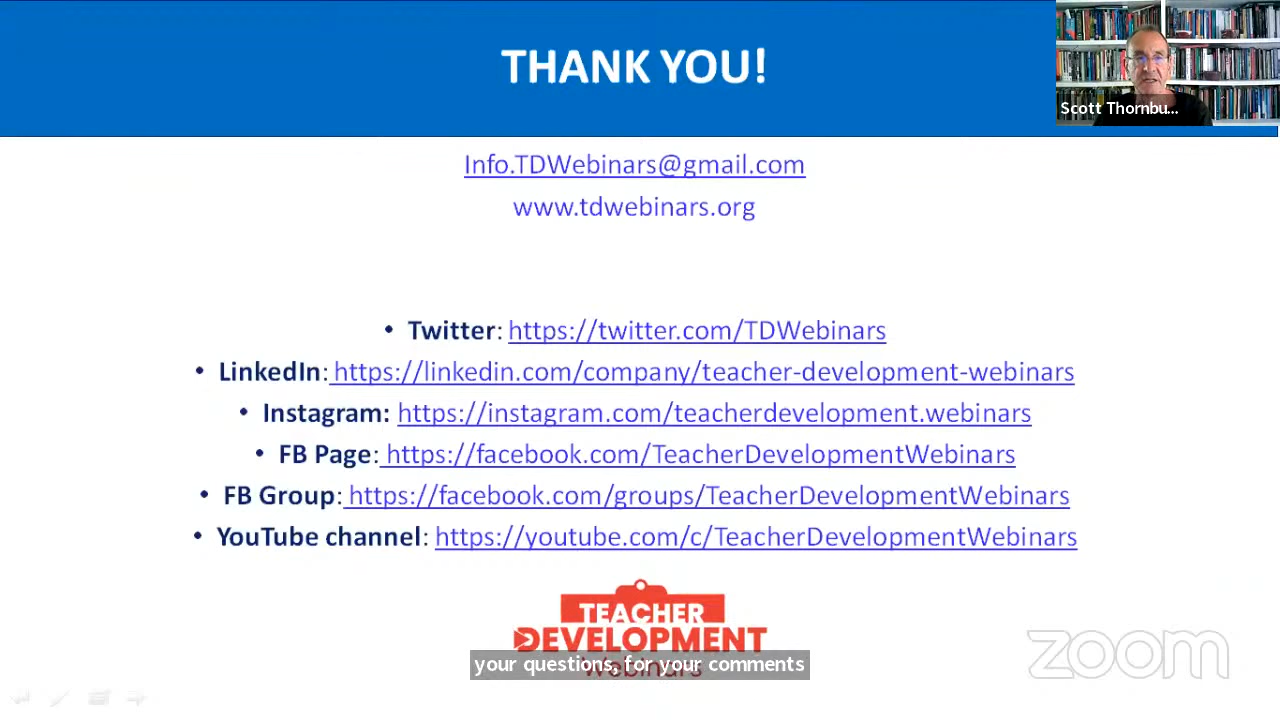 THANK YOU!
Scott Thornbu...
Info.TDWebinars@gmail.com
www.tdwebinars.org
• Twitter: https://twitter.com/TDWebinars
• LinkedIn: https://linkedin.com/company/teacher-development-webinars
• Instagram: https://instagram.com/teacherdevelopment.webinars
• FB Page: https://facebook.com/TeacherDevelopmentWebinars
• FB Group: https://facebook.com/groups/TeacherDevelopmentWebinars
• YouTube channel: https://youtube.com/c/TeacherDevelopmentWebinars
TEACHER
DEVELOPMENT
Webinars
your questions, for your comments
zoom